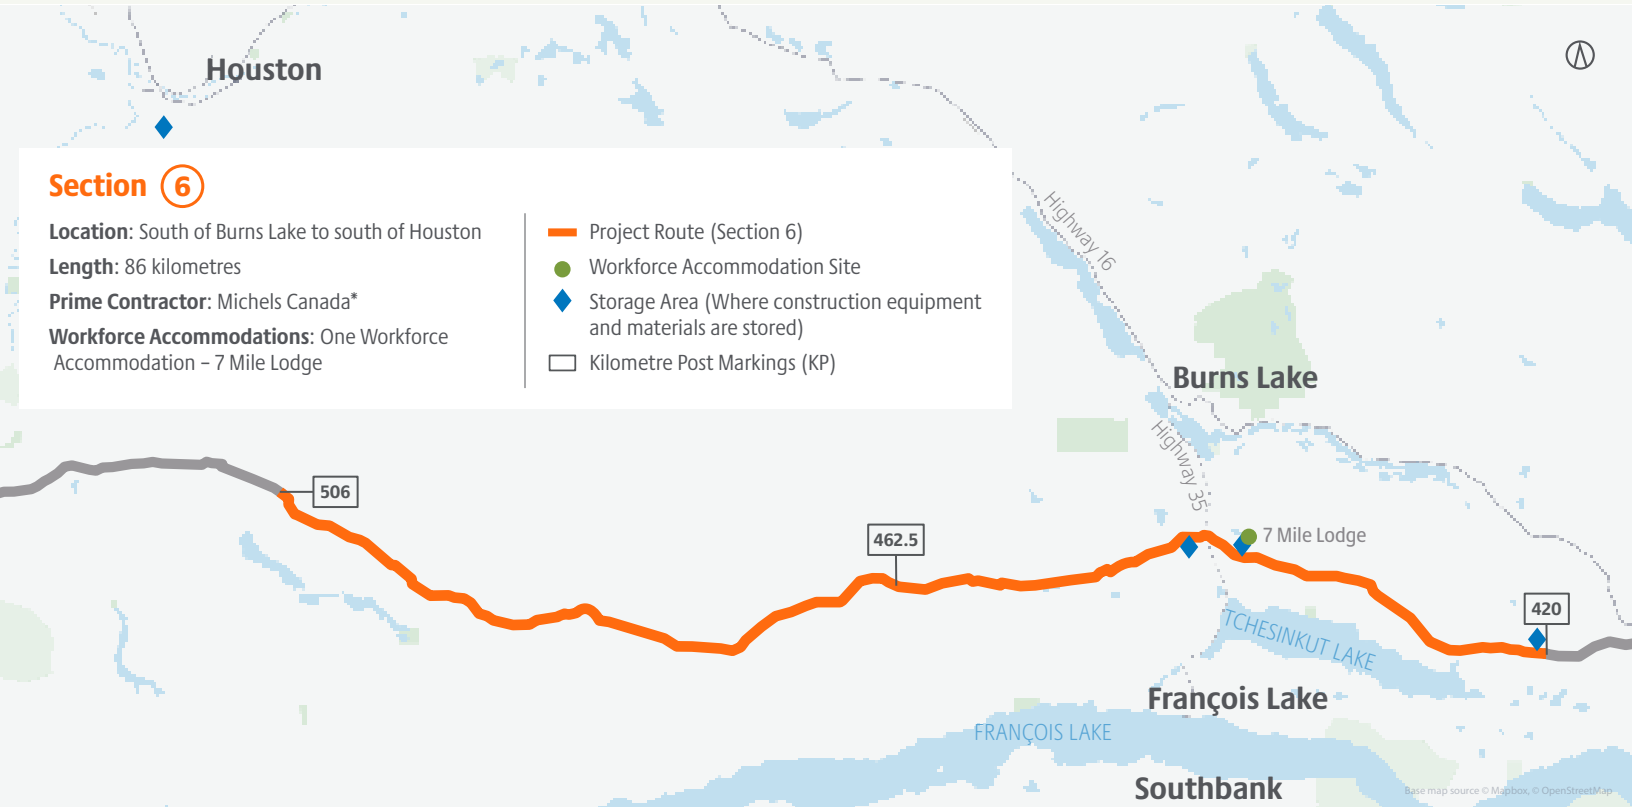 Houston
Section 6
Location: South of Burns Lake to south of Houston
Length: 86 kilometres
Prime Contractor: Michels Canada*
Workforce Accommodations: One Workforce
Accommodation – 7 Mile Lodge
Project Route (Section 6)
Workforce Accommodation Site
Storage Area (Where construction equipment
and materials are stored)
Kilometre Post Markings (KP)
Highway 16
Burns Lake
Highway 35
506
462.5
7 Mile Lodge
420
TCHESINKUT LAKE
François Lake
FRANÇOIS LAKE
Southbank
Base map source © Mapbox, © OpenStreetMap